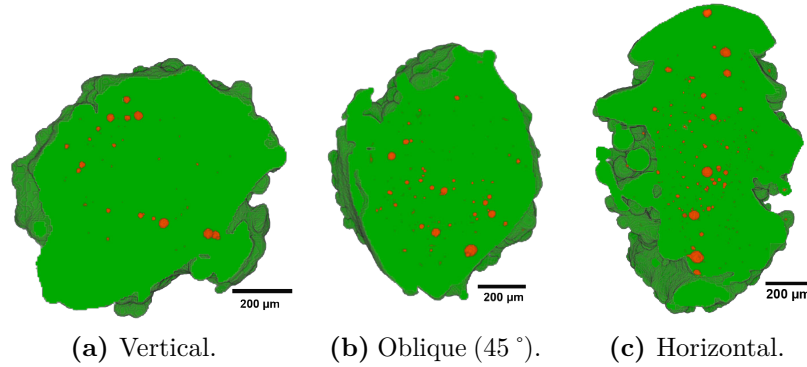 200 µm
200 µm
200 µm
(a) Vertical.
(b) Oblique (45 °).
(c) Horizontal.